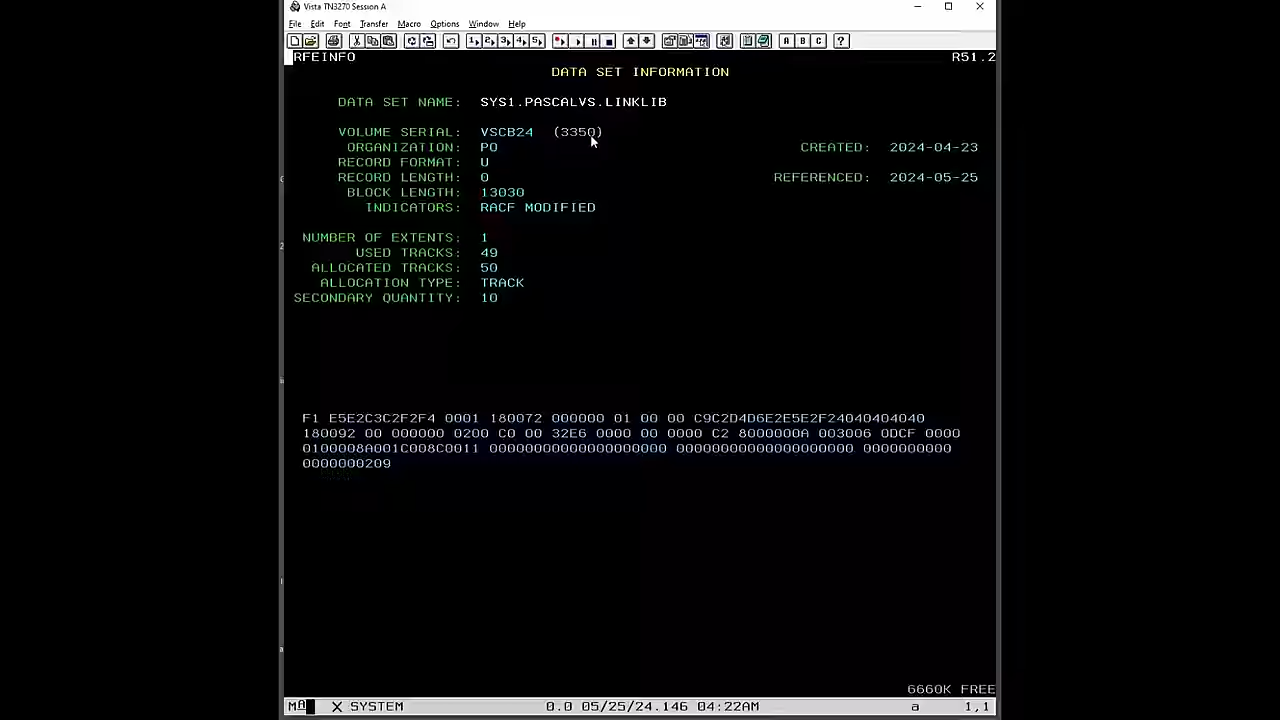 Vista TN3270 Session A
File Edit Font Transfer Macro Options Window Help
RFEINFO R51.2
DATA SET INFORMATION
DATA SET NAME: SYS1.PASCALVS.LINKLIB
VOLUME SERIAL: VSCB24 (3350)
ORGANIZATION: PO CREATED: 2024-04-23
RECORD FORMAT: U
RECORD LENGTH: 0 REFERENCED: 2024-05-25
BLOCK LENGTH: 13030
INDICATORS: RACF MODIFIED
NUMBER OF EXTENTS: 1
USED TRACKS: 49
ALLOCATED TRACKS: 50
ALLOCATION TYPE: TRACK
SECONDARY QUANTITY: 10
F1 E5E2C3C2F2F4 0001 180072 000000 01 00 00 C9C2D4D6E2E5E2F24040404040
180092 00 000000 0200 C0 00 32E6 0000 00 0000 C2 8000000A 003006 0DCF 0000
0100008A001C008C0011 00000000000000000000 00000000000000000000 0000000000
0000000209
6660K FREE
MA X SYSTEM 0.0 05/25/24.146 04:22AM a 1,1